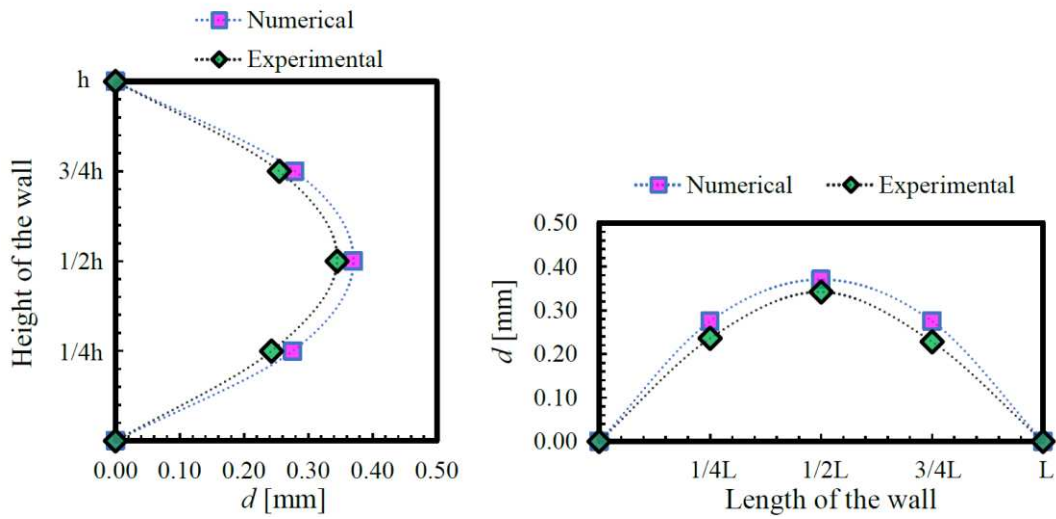 Numerical
Experimental
h
3/4h
1/2h
1/4h
Height of the wall
0.00 0.10 0.20 0.30 0.40 0.50
d [mm]
Numerical Experimental
0.50
0.40
0.30
0.20
0.10
0.00
d [mm]
1/4L 1/2L 3/4L L
Length of the wall